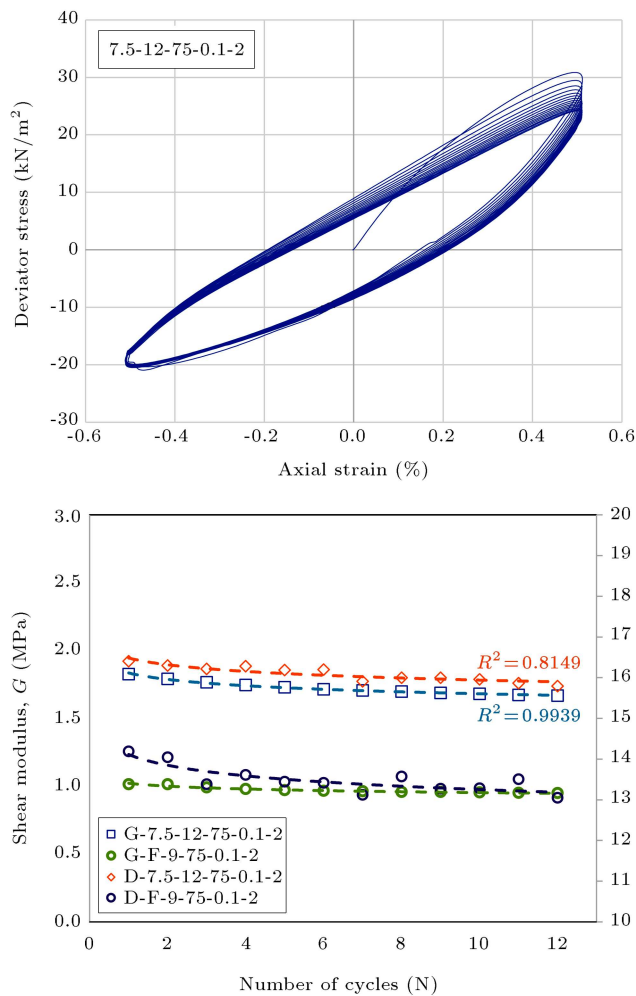 40
7.5-12-75-0.1-2
30
20
10
0
-10
-20
-30
Deviator stress (kN/m²)
-0.6 -0.4 -0.2 0.0 0.2 0.4 0.6
Axial strain (%)
3.0 20
19
2.5
18
17
2.0
R²=0.8149
16
R²=0.9939
1.5 15
14
1.0
13
G-7.5-12-75-0.1-2
G-F-9-75-0.1-2
D-7.5-12-75-0.1-2
D-F-9-75-0.1-2
12
0.5
11
0.0 10
Shear modulus, G (MPa)
0 2 4 6 8 10 12
Number of cycles (N)